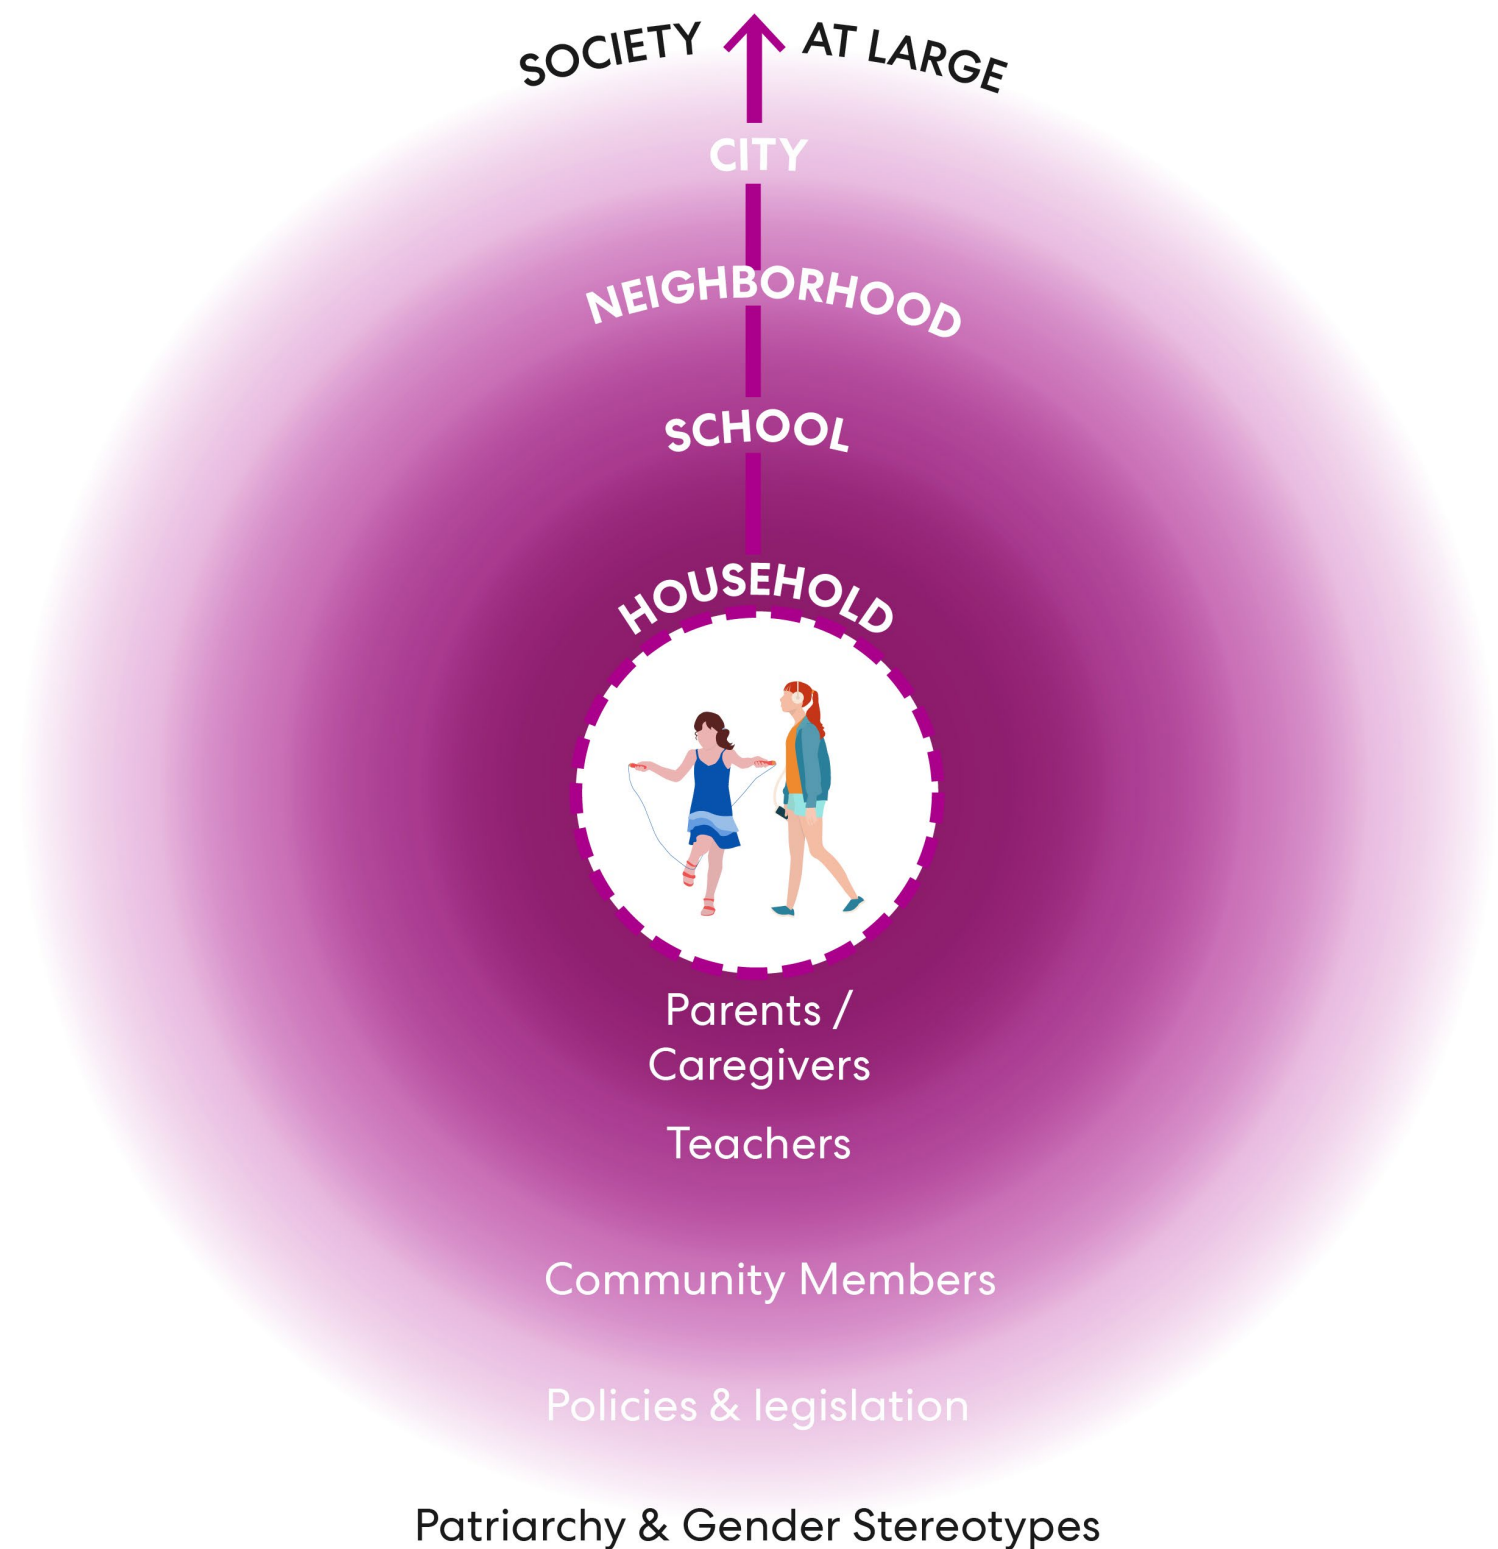 SOCIETY AT LARGE
CITY
NEIGHBORHOOD
SCHOOL
HOUSEHOLD
Parents /
Caregivers
Teachers
Community Members
Policies & legislation
Patriarchy & Gender Stereotypes